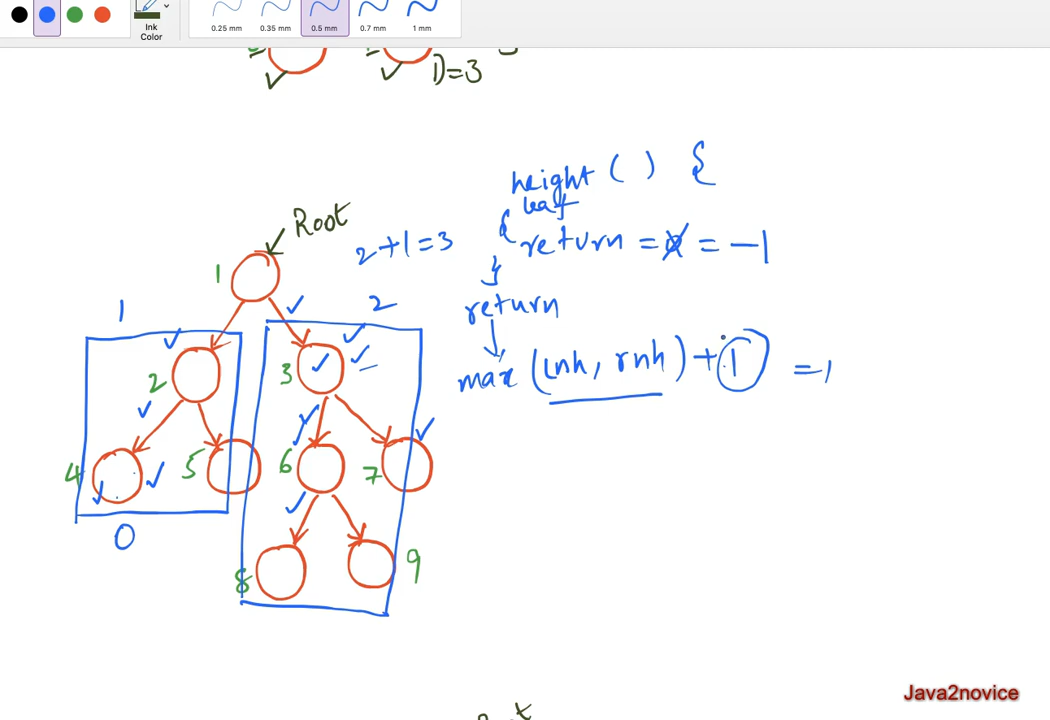 0.25 mm 0.35 mm 0.5 mm 0.7 mm 1 mm
Ink
Color
D=3
height ( ) {
leaf
{ return = 0 = -1
}
return
max (lnh, rnh) + 1 = 1
Root
2+1=3
1
1
2
2
3
4
5
6
7
0
8
9
Java2novice